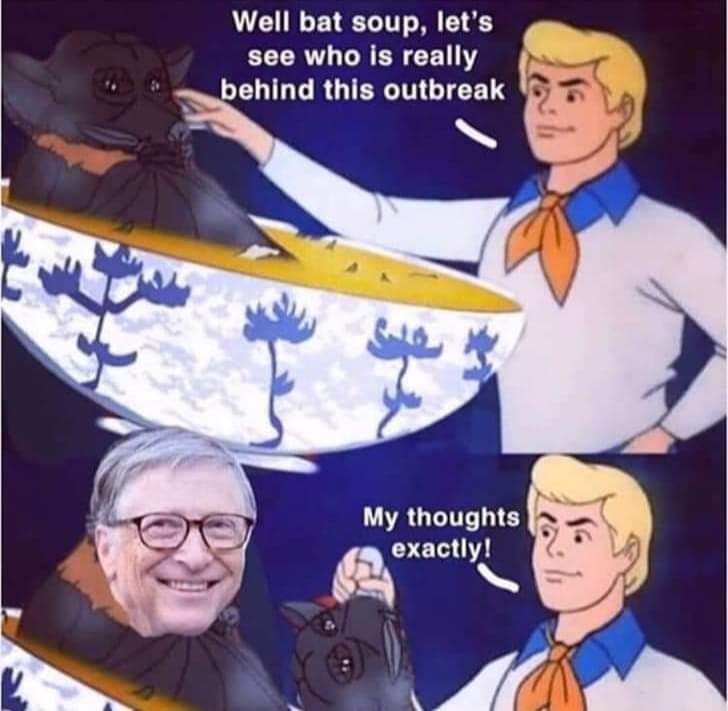 Well bat soup, let's
see who is really
behind this outbreak
My thoughts
exactly!